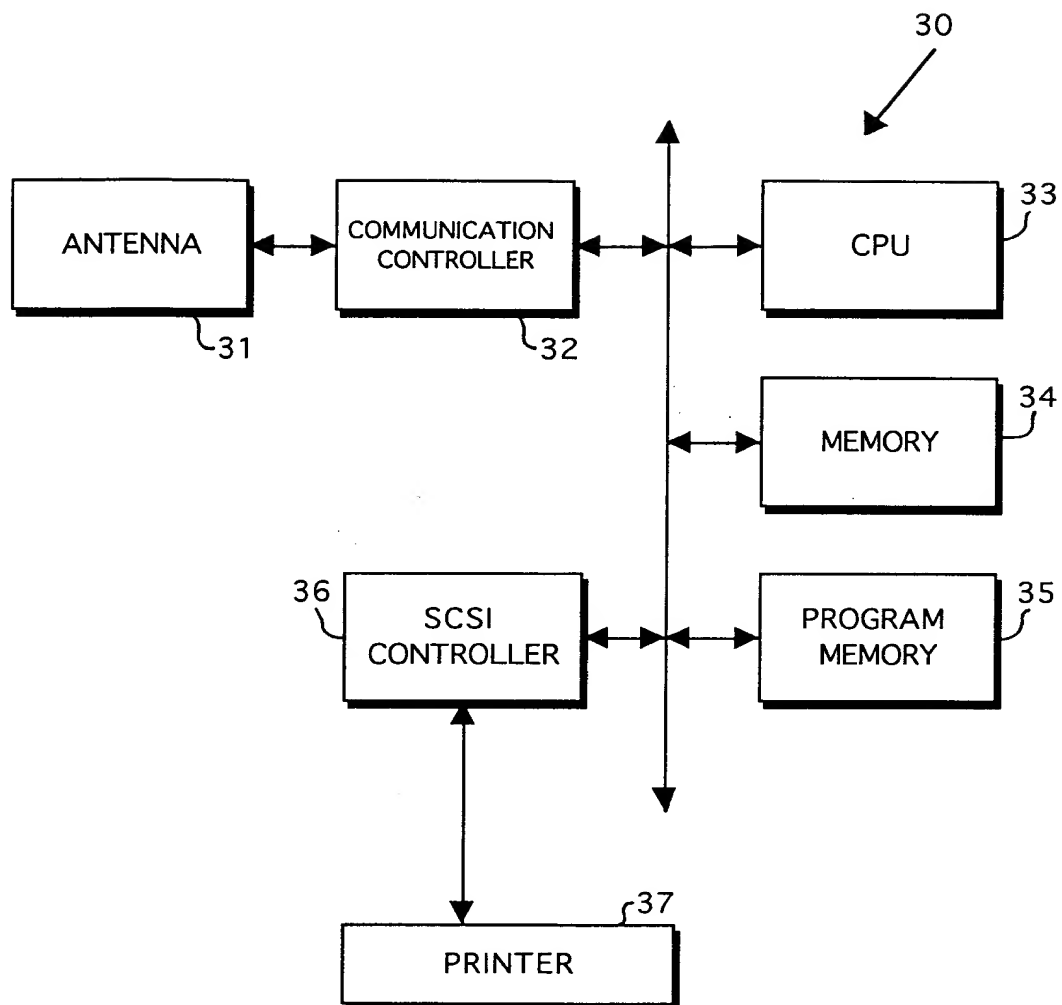 30
ANTENNA
31
COMMUNICATION
CONTROLLER
32
CPU
33
MEMORY
34
36
SCSI
CONTROLLER
PROGRAM
MEMORY
35
37
PRINTER